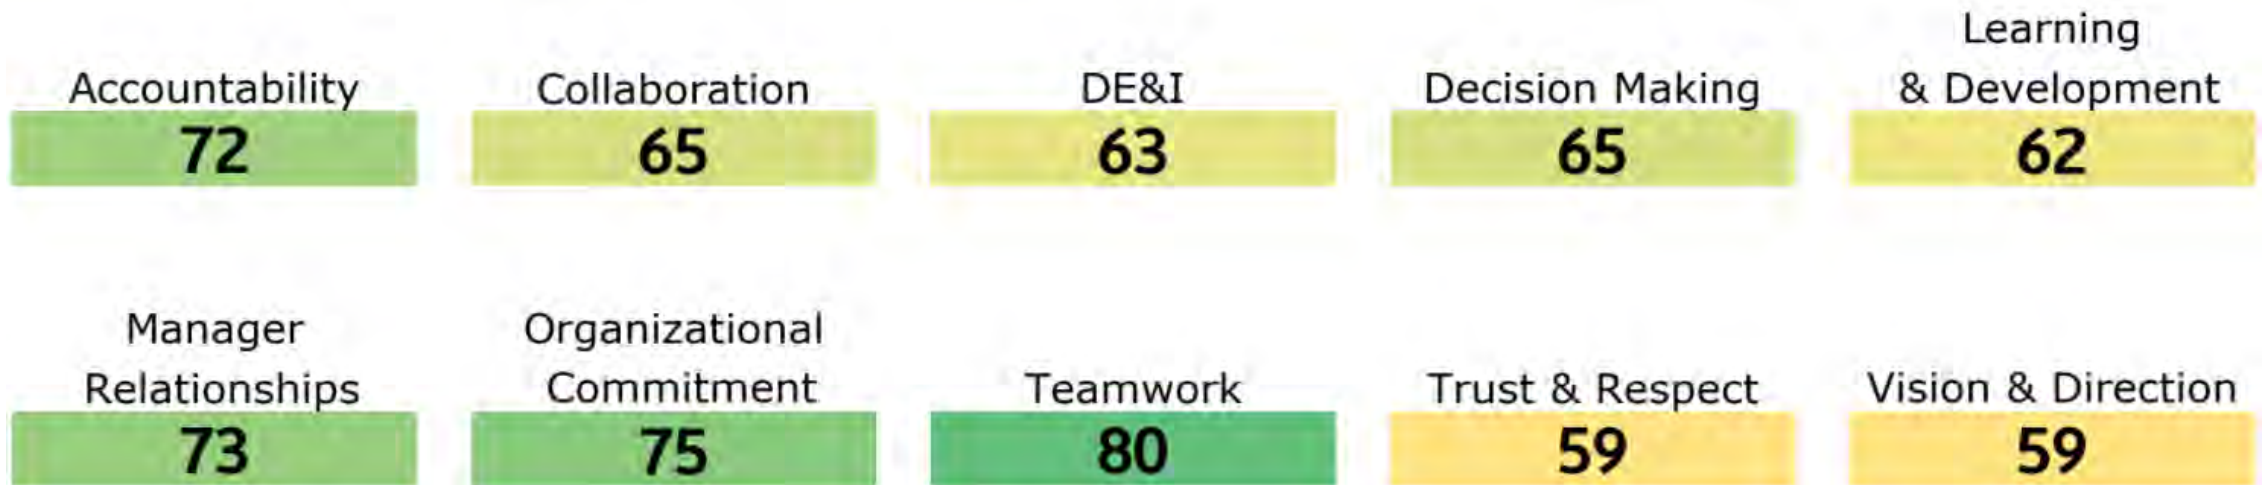 Accountability
72
Collaboration
65
DE&I
63
Decision Making
65
Learning
& Development
62
Manager
Relationships
73
Organizational
Commitment
75
Teamwork
80
Trust & Respect
59
Vision & Direction
59